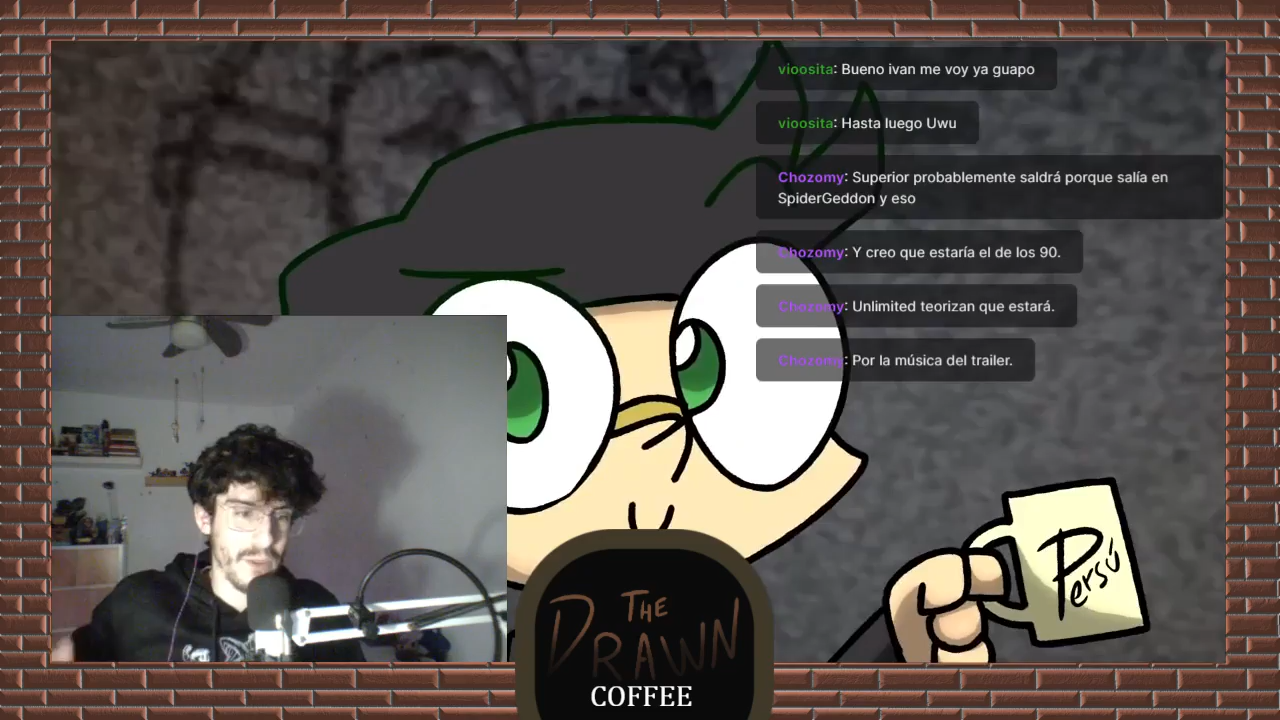 vioosita: Bueno ivan me voy ya guapo
vioosita: Hasta luego Uwu
Chozomy: Superior probablemente saldrá porque salía en
SpiderGeddon y eso
Chozomy: Y creo que estaría el de los 90.
Chozomy: Unlimited teorizan que estará.
Chozomy: Por la música del trailer.
Persú
THE
DRAWN
COFFEE